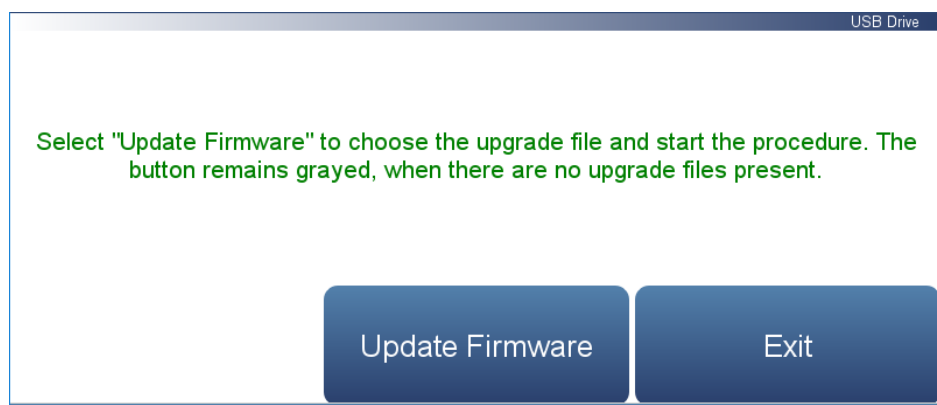 USB Drive
Select "Update Firmware" to choose the upgrade file and start the procedure. The
button remains grayed, when there are no upgrade files present.
Update Firmware
Exit